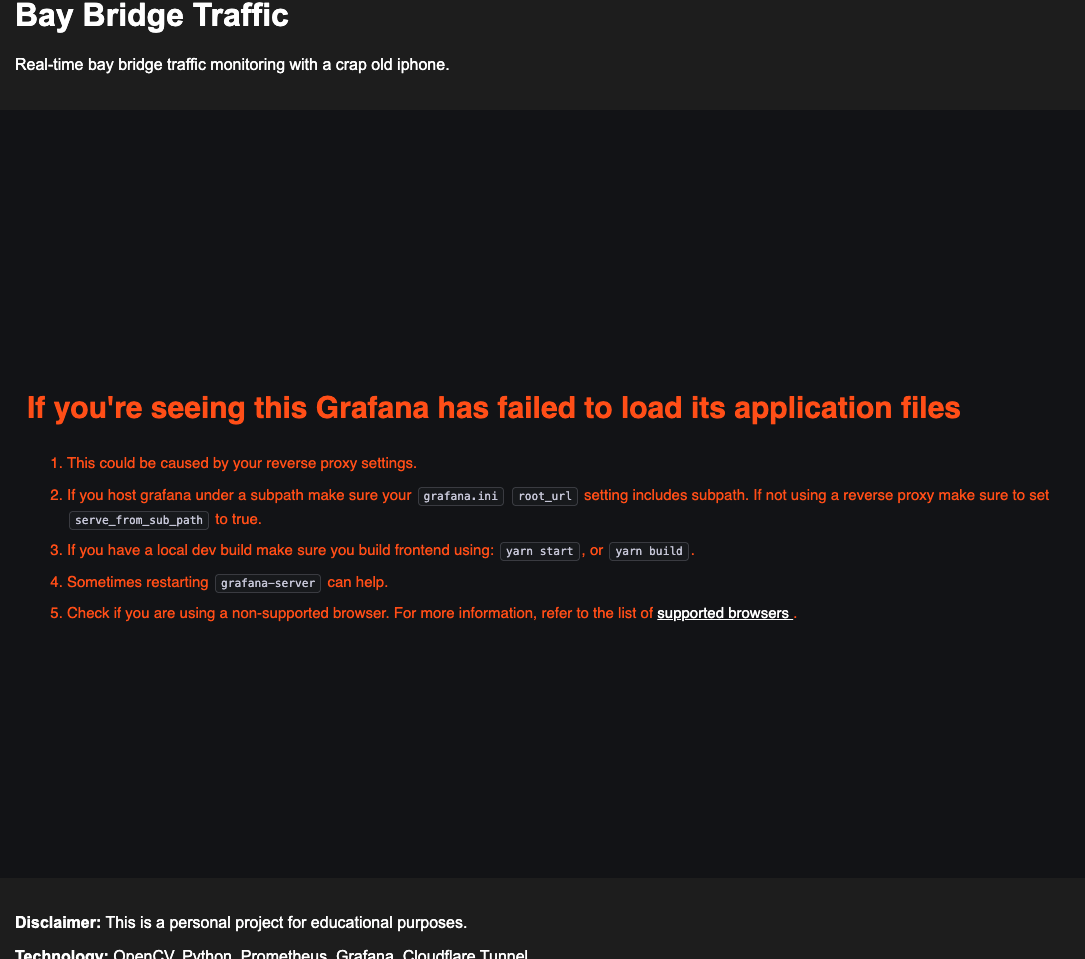 Bay Bridge Traffic
Real-time bay bridge traffic monitoring with a crap old iphone.
If you're seeing this Grafana has failed to load its application files
1. This could be caused by your reverse proxy settings.
2. If you host grafana under a subpath make sure your grafana.ini root_url setting includes subpath. If not using a reverse proxy make sure to set
serve_from_sub_path to true.
3. If you have a local dev build make sure you build frontend using: yarn start, or yarn build.
4. Sometimes restarting grafana-server can help.
5. Check if you are using a non-supported browser. For more information, refer to the list of supported browsers .
Disclaimer: This is a personal project for educational purposes.
Technology: OpenCV, Python, Prometheus, Grafana, Cloudflare Tunnel